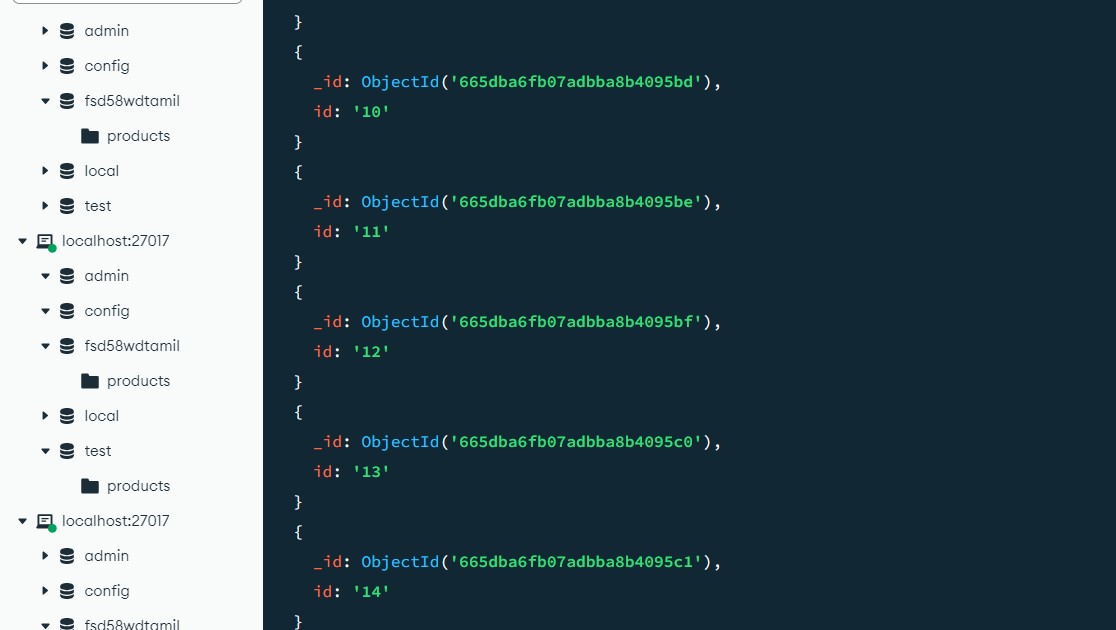 admin
config
fsd58wdtamil
products
local
test
localhost:27017
admin
config
fsd58wdtamil
products
local
test
products
localhost:27017
admin
config
fsd58wdtamil
}
{
_id: ObjectId('665dba6fb07adbba8b4095bd'),
id: '10'
}
{
_id: ObjectId('665dba6fb07adbba8b4095be'),
id: '11'
}
{
_id: ObjectId('665dba6fb07adbba8b4095bf'),
id: '12'
}
{
_id: ObjectId('665dba6fb07adbba8b4095c0'),
id: '13'
}
{
_id: ObjectId('665dba6fb07adbba8b4095c1'),
id: '14'
}